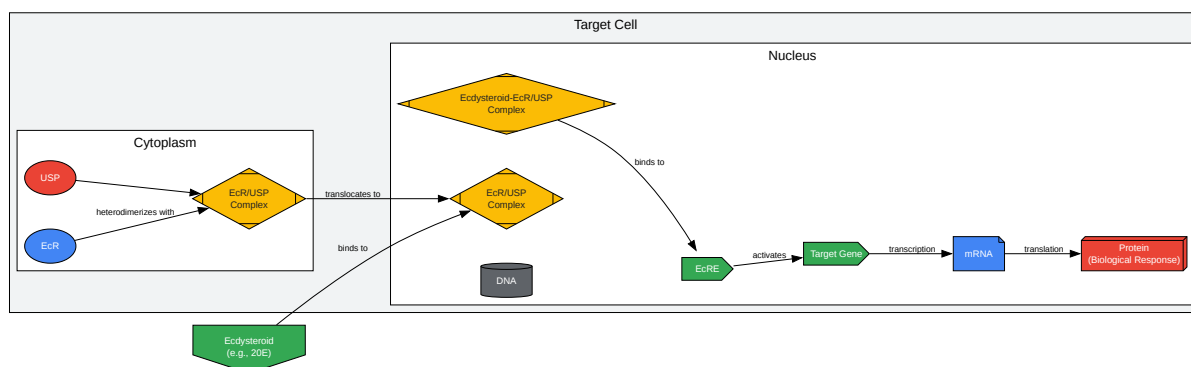 Target Cell
Nucleus
Ecdysteroid-EcR/USP
Complex
Cytoplasm
binds to
USP
EcR/USP
Complex
translocates to
EcR/USP
Complex
heterodimerizes with
EcR
binds to
activates
Target Gene
transcription
mRNA
translation
Protein
(Biological Response)
EcRE
DNA
Ecdysteroid
(e.g., 20E)